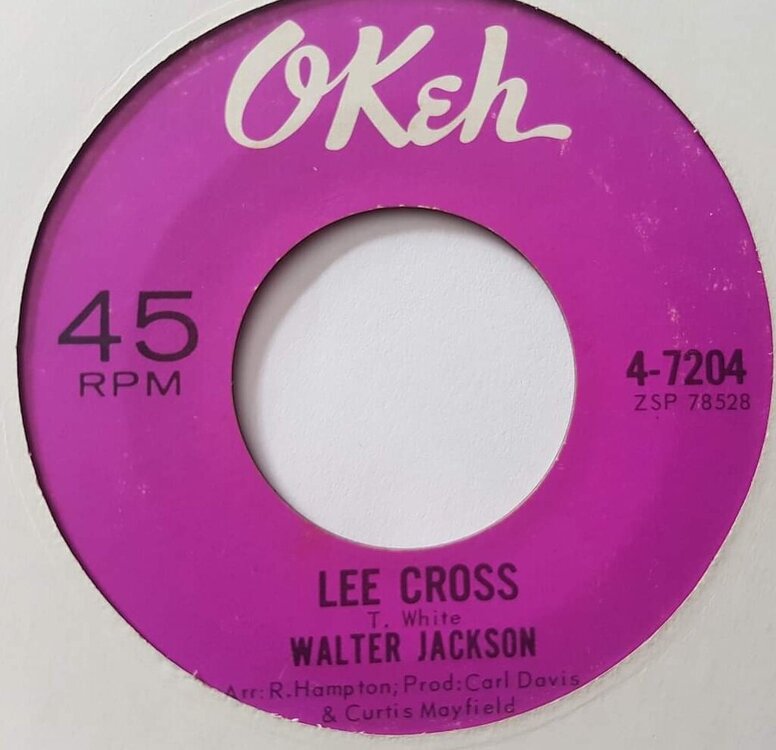 OKeh
45
RPM
4-7204
ZSP 78528
LEE CROSS
T. White
WALTER JACKSON
Arr: R. Hampton; Prod: Carl Davis
& Curtis Mayfield